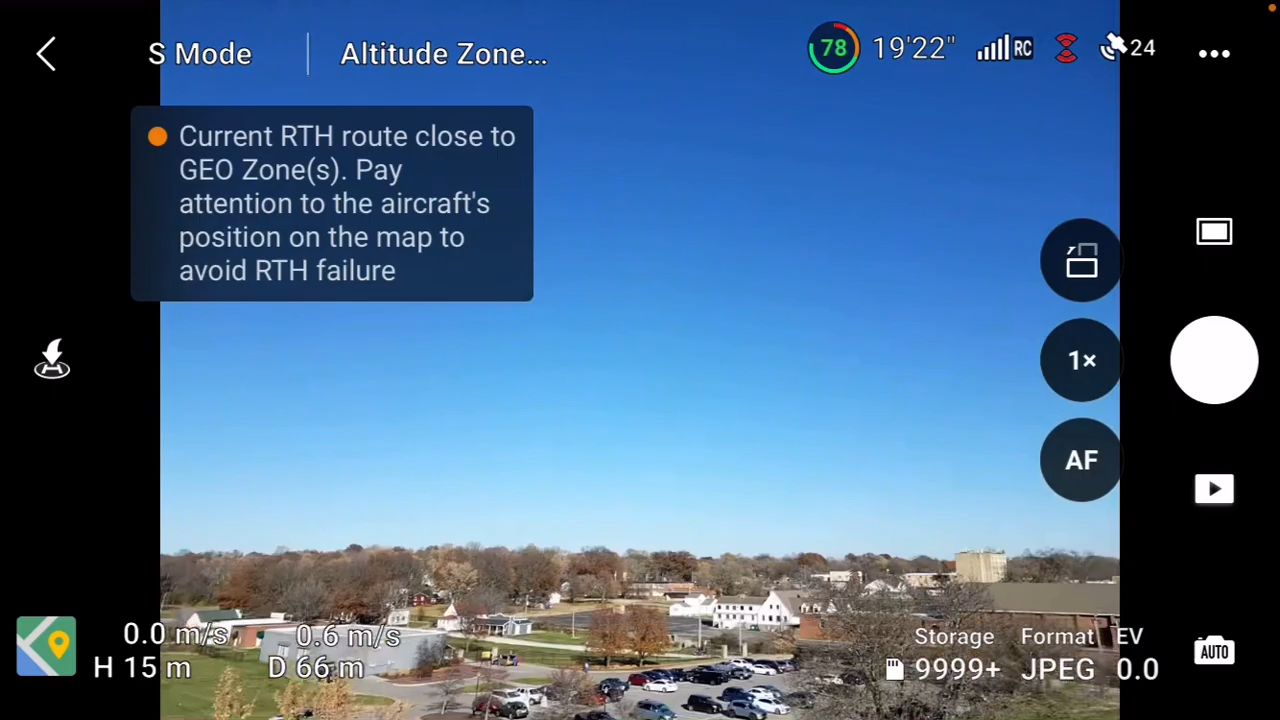 S Mode
Altitude Zone...
78
19'22"
RC
24
Current RTH route close to
GEO Zone(s). Pay
attention to the aircraft's
position on the map to
avoid RTH failure
1×
AF
0.0 m/s
0.6 m/s
H 15 m
D 66 m
Storage
Format
EV
9999+
JPEG
0.0
AUTO